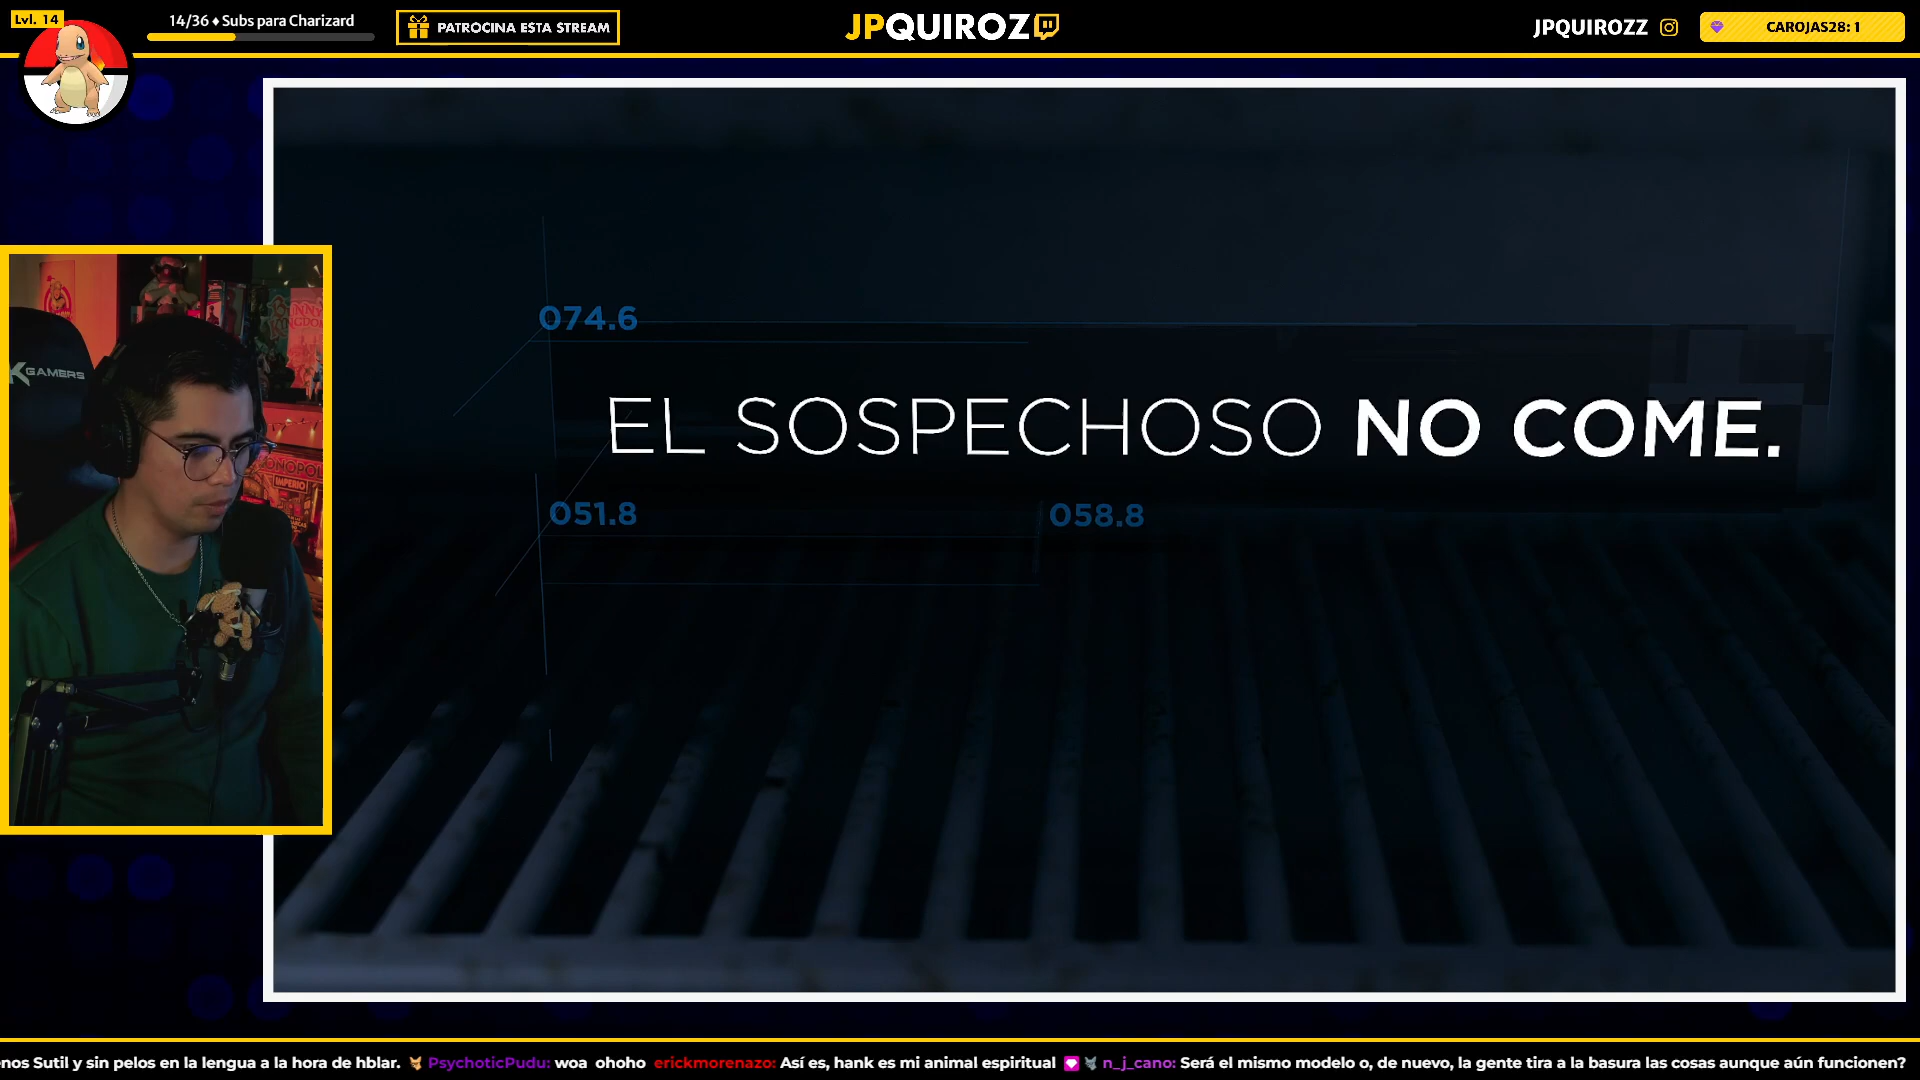 Lvl. 14
14/36 ♦ Subs para Charizard
PATROCINA ESTA STREAM
JPQUIROZ
JPQUIROZZ
CAROJAS28: 1
074.6
EL SOSPECHOSO NO COME.
051.8
058.8
K GAMERS
MONOPOLY
IMPERIO
nos Sutil y sin pelos en la lengua a la hora de hblar. PsychoticPudu: woa ohoho erickmorenazo: Así es, hank es mi animal espiritual n_j_cano: Será el mismo modelo o, de nuevo, la gente tira a la basura las cosas aunque aún funcionen?